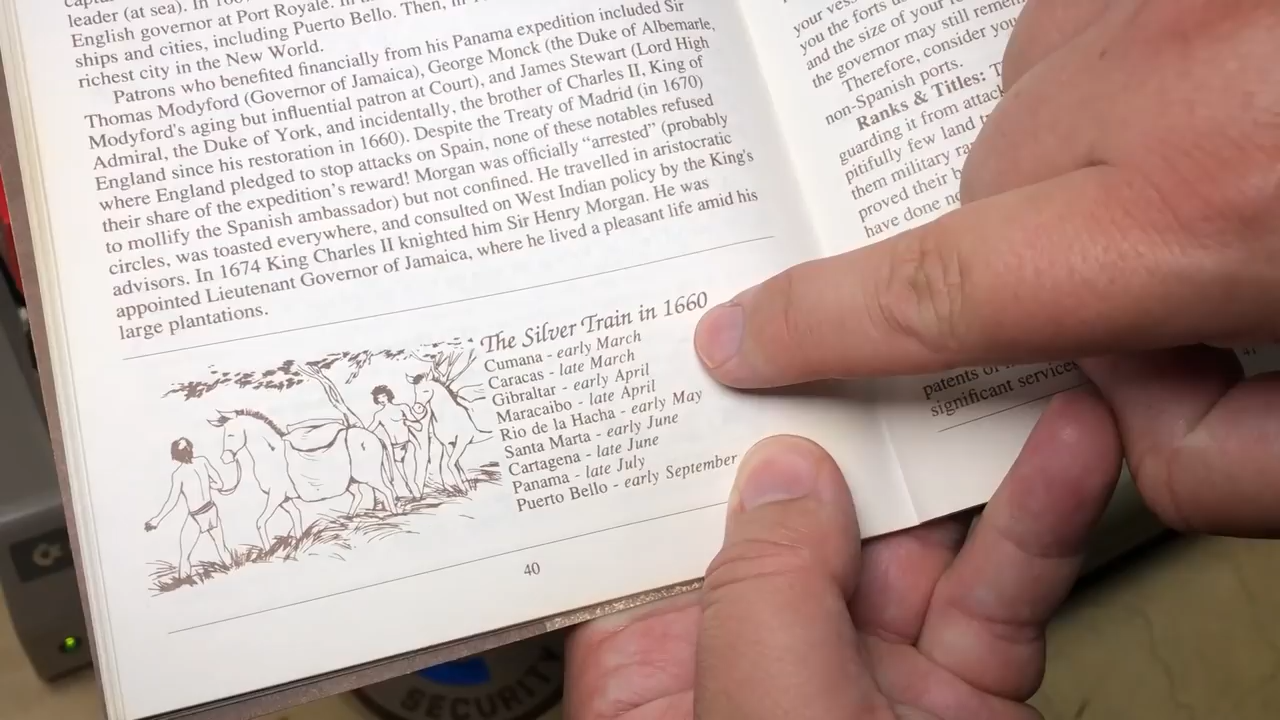 leader (at sea). In
English governor at Port Royale. In
ships and cities, including Puerto Bello. Then, in
richest city in the New World.
Patrons who benefited financially from his Panama expedition included Sir
Thomas Modyford (Governor of Jamaica), George Monck (the Duke of Albemarle,
Modyford's aging but influential patron at Court), and James Stewart (Lord High
Admiral, the Duke of York, and incidentally, the brother of Charles II, King of
England since his restoration in 1660). Despite the Treaty of Madrid (in 1670)
where England pledged to stop attacks on Spain, none of these notables refused
their share of the expedition's reward! Morgan was officially "arrested" (probably
to mollify the Spanish ambassador) but not confined. He travelled in aristocratic
circles, was toasted everywhere, and consulted on West Indian policy by the King's
advisors. In 1674 King Charles II knighted him Sir Henry Morgan. He was
appointed Lieutenant Governor of Jamaica, where he lived a pleasant life amid his
large plantations.
The Silver Train in 1660
Cumana - early March
Caracas - late March
Gibraltar - early April
Maracaibo - late April
Rio de la Hacha - early May
Santa Marta - early June
Cartagena - late June
Panama - late July
Puerto Bello - early September
40
your
you the forts
and the size of your
the governor may still
Therefore, consider
non-Spanish ports.
Ranks & Titles:
guarding it from
pitifully few land
them military
proved their
have done
patents of
significant services
SECURITY